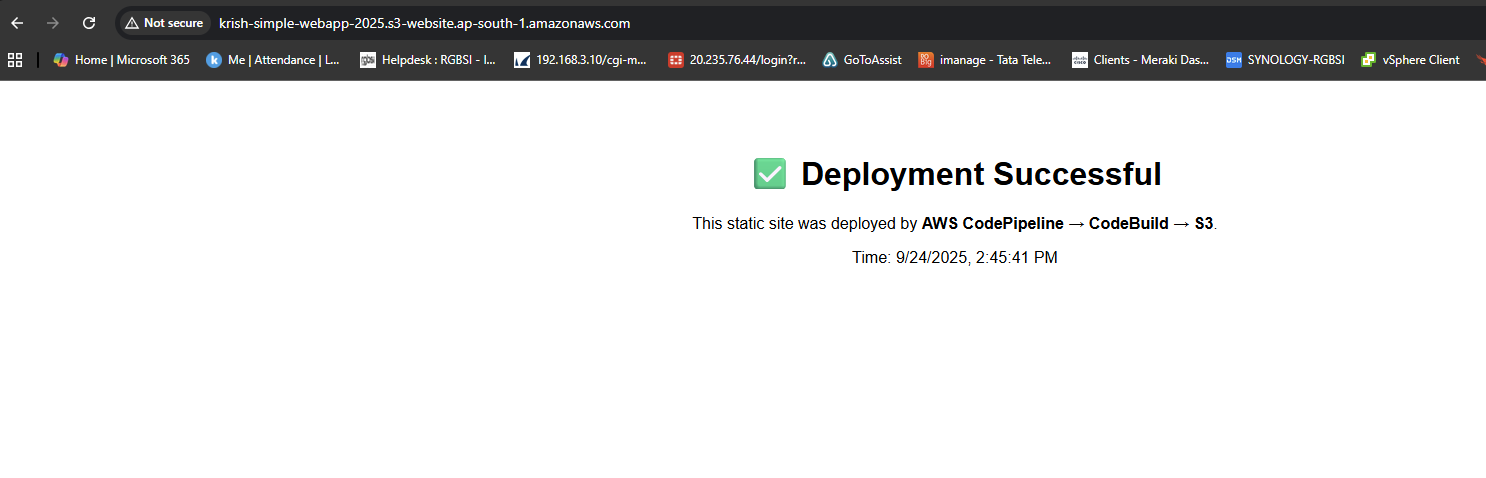 Not secure krish-simple-webapp-2025.s3-website.ap-south-1.amazonaws.com
Home | Microsoft 365 Me | Attendance | L... Helpdesk : RGBSI - I... 192.168.3.10/cgi-m... 20.235.76.44/login?r... GoToAssist imanage - Tata Tele... Clients - Meraki Das... DSM SYNOLOGY-RGBSI vSphere Client
Deployment Successful
This static site was deployed by AWS CodePipeline → CodeBuild → S3.
Time: 9/24/2025, 2:45:41 PM